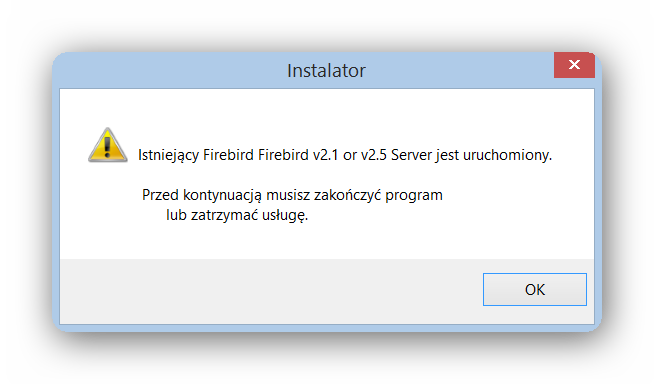 Instalator
Istniejący Firebird Firebird v2.1 or v2.5 Server jest uruchomiony.
Przed kontynuacją musisz zakończyć program
lub zatrzymać usługę.
OK